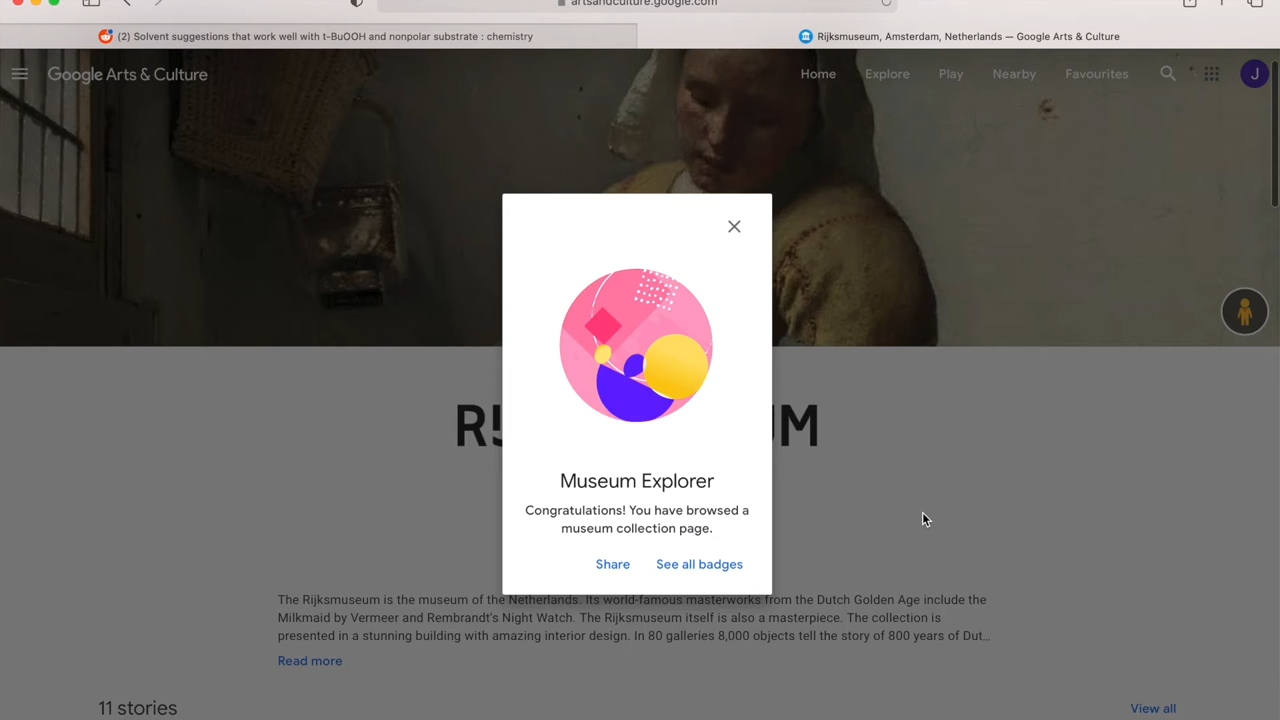 artsandculture.google.com
(2) Solvent suggestions that work well with t-BuOOH and nonpolar substrate : chemistry
Rijksmuseum, Amsterdam, Netherlands — Google Arts & Culture
Google Arts & Culture
Home
Explore
Play
Nearby
Favourites
J
Museum Explorer
Congratulations! You have browsed a
museum collection page.
Share
See all badges
The Rijksmuseum is the museum of the Netherlands. Its world-famous masterworks from the Dutch Golden Age include the
Milkmaid by Vermeer and Rembrandt's Night Watch. The Rijksmuseum itself is also a masterpiece. The collection is
presented in a stunning building with amazing interior design. In 80 galleries 8,000 objects tell the story of 800 years of Dut...
Read more
11 stories
View all